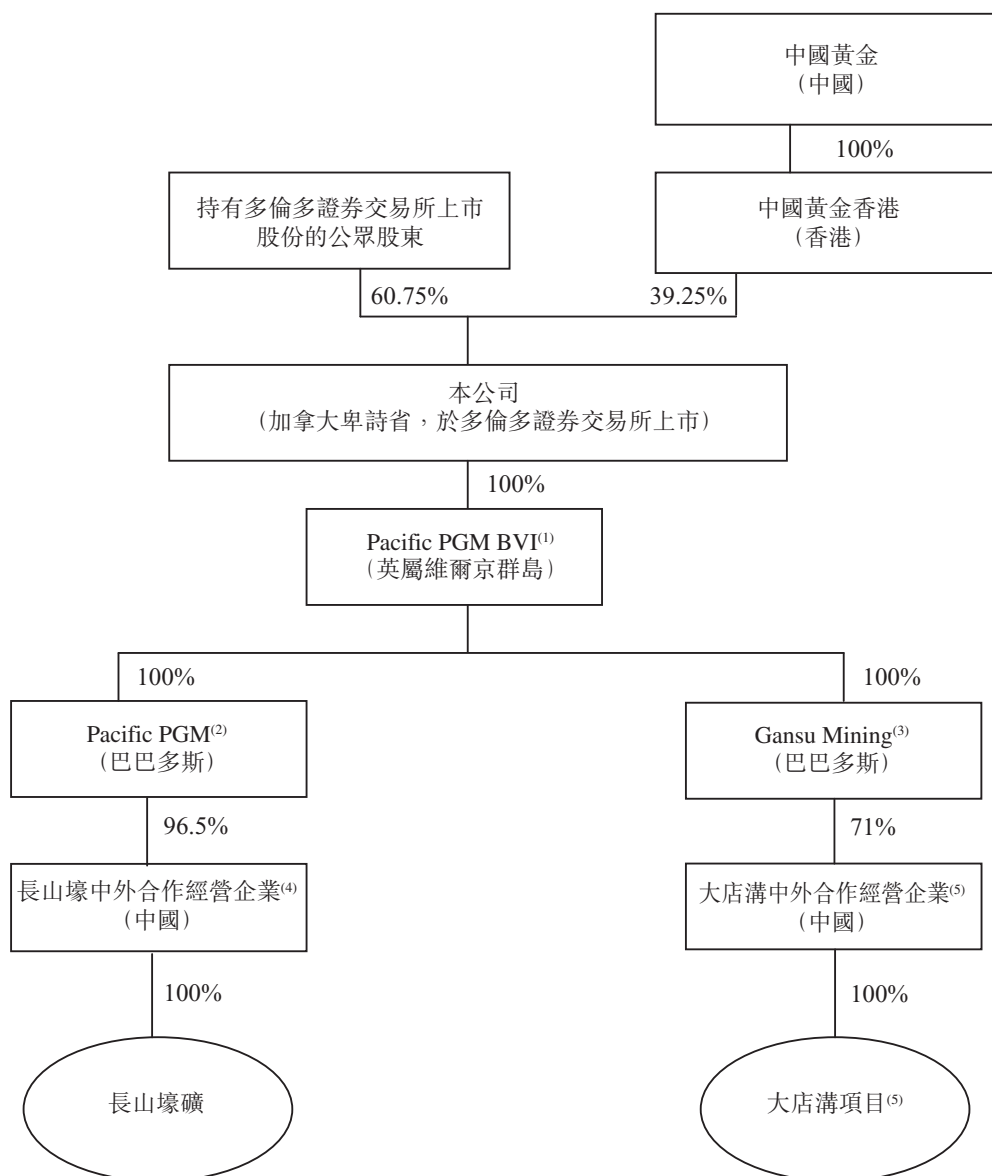 中國黃金
（中國）
100%
持有多倫多證券交易所上市
股份的公眾股東
中國黃金香港
（香港）
60.75%
39.25%
本公司
（加拿大卑詩省，於多倫多證券交易所上市）
100%
Pacific PGM BVI(1)
（英屬維爾京群島）
100%
100%
Pacific PGM(2)
（巴巴多斯）
Gansu Mining(3)
（巴巴多斯）
96.5%
71%
長山壕中外合作經營企業(4)
（中國）
大店溝中外合作經營企業(5)
（中國）
100%
100%
長山壕礦
大店溝項目(5)